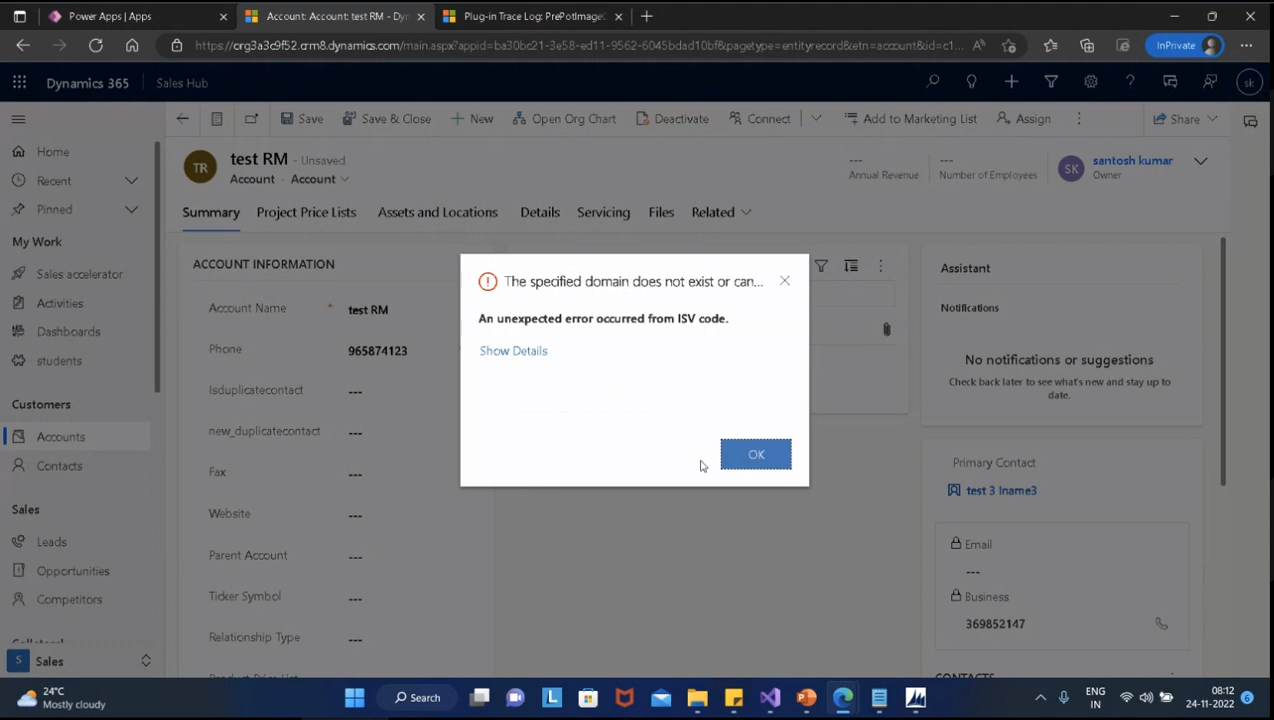 Power Apps | Apps
Account: Account: test RM - Dyn
Plug-in Trace Log: PrePotImageC
https://org3a3c9f52.crm8.dynamics.com/main.aspx?appid=ba30bc21-3e58-ed11-9562-6045bdad10bf&pagetype=entityrecord&etn=account&id=c1...
InPrivate
Dynamics 365
Sales Hub
sk
Save
Save & Close
New
Open Org Chart
Deactivate
Connect
Add to Marketing List
Assign
Share
Home
Recent
Pinned
My Work
Sales accelerator
Activities
Dashboards
students
Customers
Accounts
Contacts
Sales
Leads
Opportunities
Competitors
S
Sales
TR
test RM - Unsaved
Account · Account
---
Annual Revenue
---
Number of Employees
SK
santosh kumar
Owner
Summary
Project Price Lists
Assets and Locations
Details
Servicing
Files
Related
ACCOUNT INFORMATION
Account Name * test RM
Phone 965874123
Isduplicatecontact ---
new_duplicatecontact ---
Fax ---
Website ---
Parent Account ---
Ticker Symbol ---
Relationship Type ---
The specified domain does not exist or can...
An unexpected error occurred from ISV code.
Show Details
OK
Assistant
Notifications
No notifications or suggestions
Check back later to see what's new and stay up to
date.
Primary Contact
test 3 lname3
Email
---
Business
369852147
CONTACTS
24°C
Mostly cloudy
Search
L
ENG
IN
08:12
24-11-2022
6